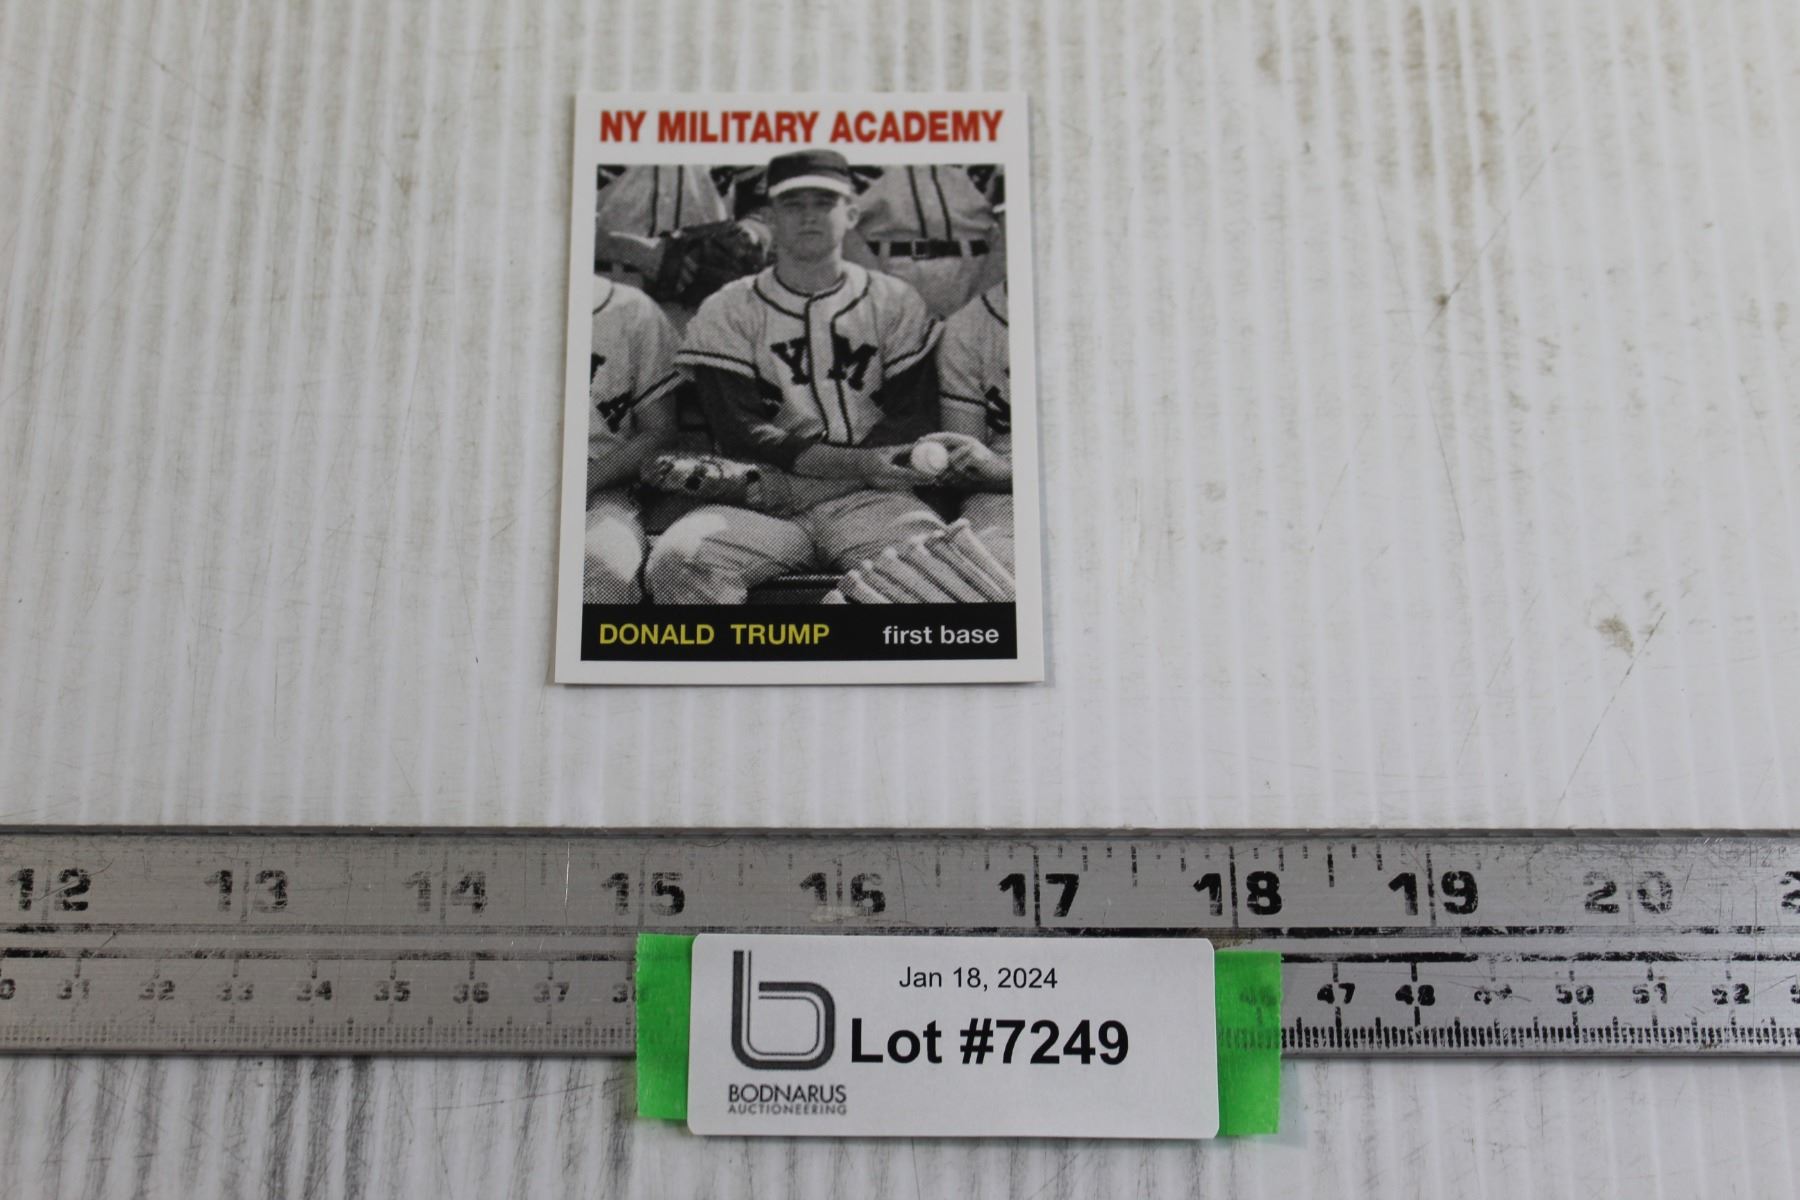 NY MILITARY ACADEMY
Y M
DONALD TRUMP first base
12 13 14 15 16 17 18 19 20
31 32 33 34 35 36 37 47 48 49 50 51 52
Jan 18, 2024
Lot #7249
BODNARUS
AUCTIONEERING